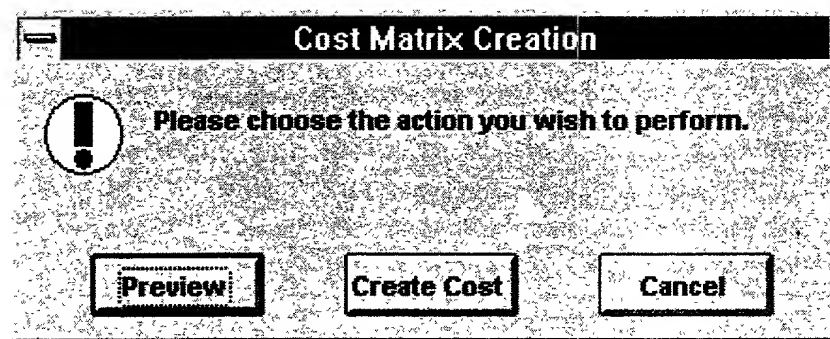 Cost Matrix Creation
Please choose the action you wish to perform.
Preview Create Cost Cancel